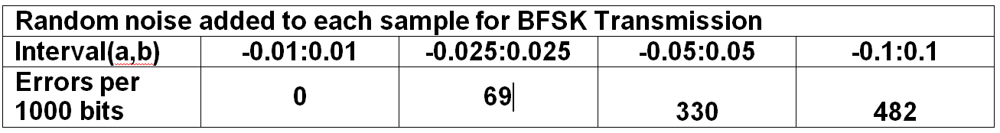 Random noise added to each sample for BFSK Transmission
Interval(a,b) -0.01:0.01 -0.025:0.025 -0.05:0.05 -0.1:0.1
Errors per
1000 bits 0 69 330 482